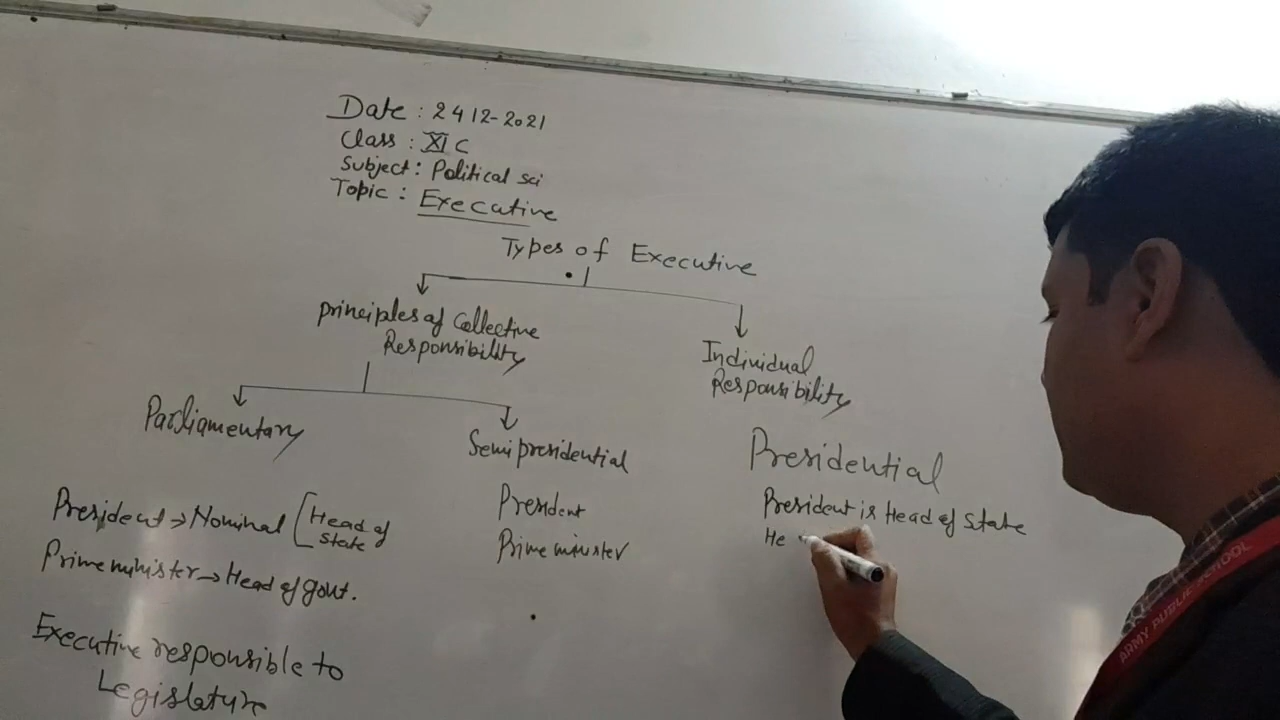 Date : 24 12-2021
Class : XI C
Subject : Political sci
Topic : Executive
Types of Executive
Principles of Collective
Responsibility
Individual
Responsibility
Parliamentary
Semi presidential
Presidential
President → Nominal [Head of
State
Prime minister → Head of govt.
Executive responsible to
Legislature
President
Prime minister
President is Head of State
He
ARMY PUBLIC SCHOOL